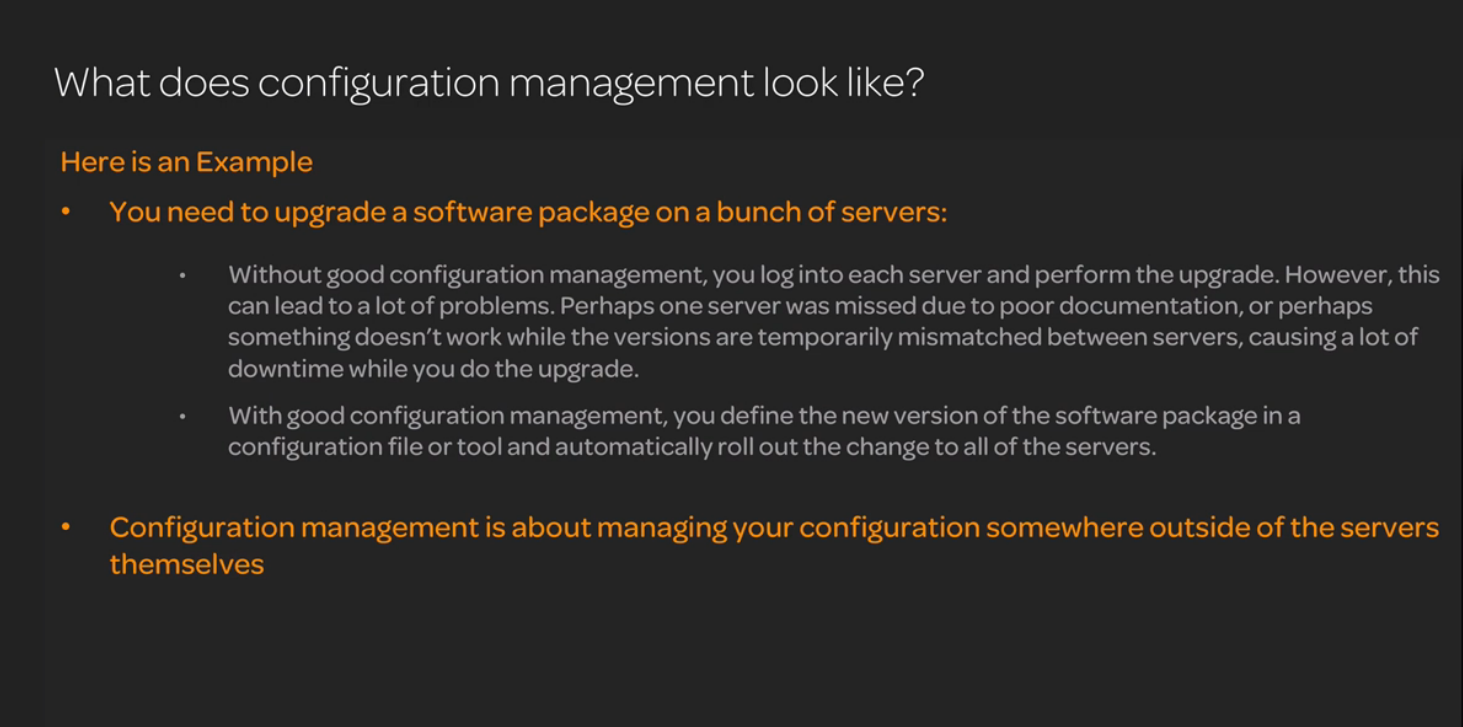 What does configuration management look like?
Here is an Example
• You need to upgrade a software package on a bunch of servers:
• Without good configuration management, you log into each server and perform the upgrade. However, this
can lead to a lot of problems. Perhaps one server was missed due to poor documentation, or perhaps
something doesn't work while the versions are temporarily mismatched between servers, causing a lot of
downtime while you do the upgrade.
• With good configuration management, you define the new version of the software package in a
configuration file or tool and automatically roll out the change to all of the servers.
• Configuration management is about managing your configuration somewhere outside of the servers
themselves